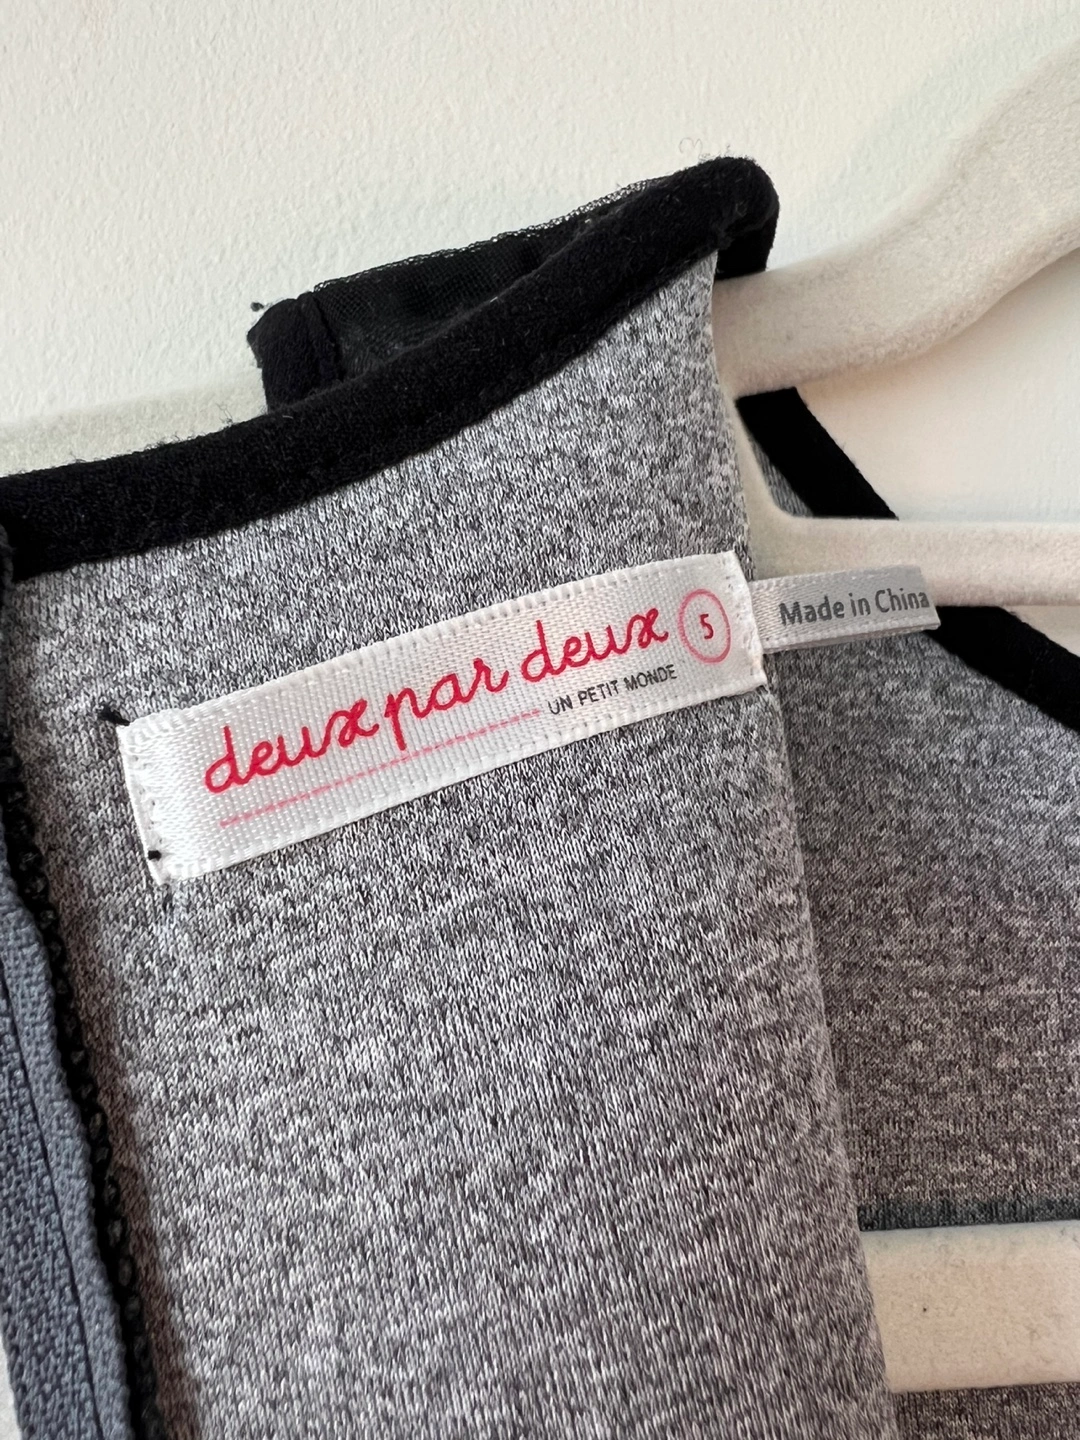 deux par deux 5
UN PETIT MONDE
Made in China